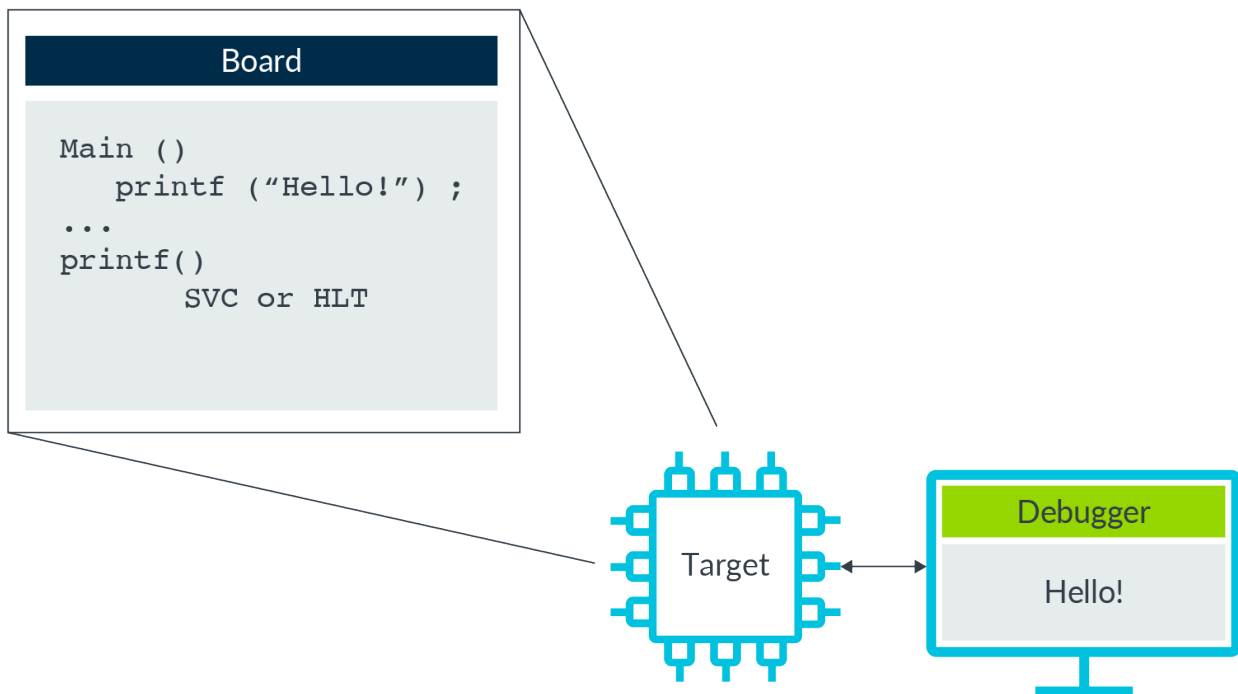 Board
Main ()
printf (“Hello!”) ;
...
printf()
SVC or HLT
Target
Debugger
Hello!